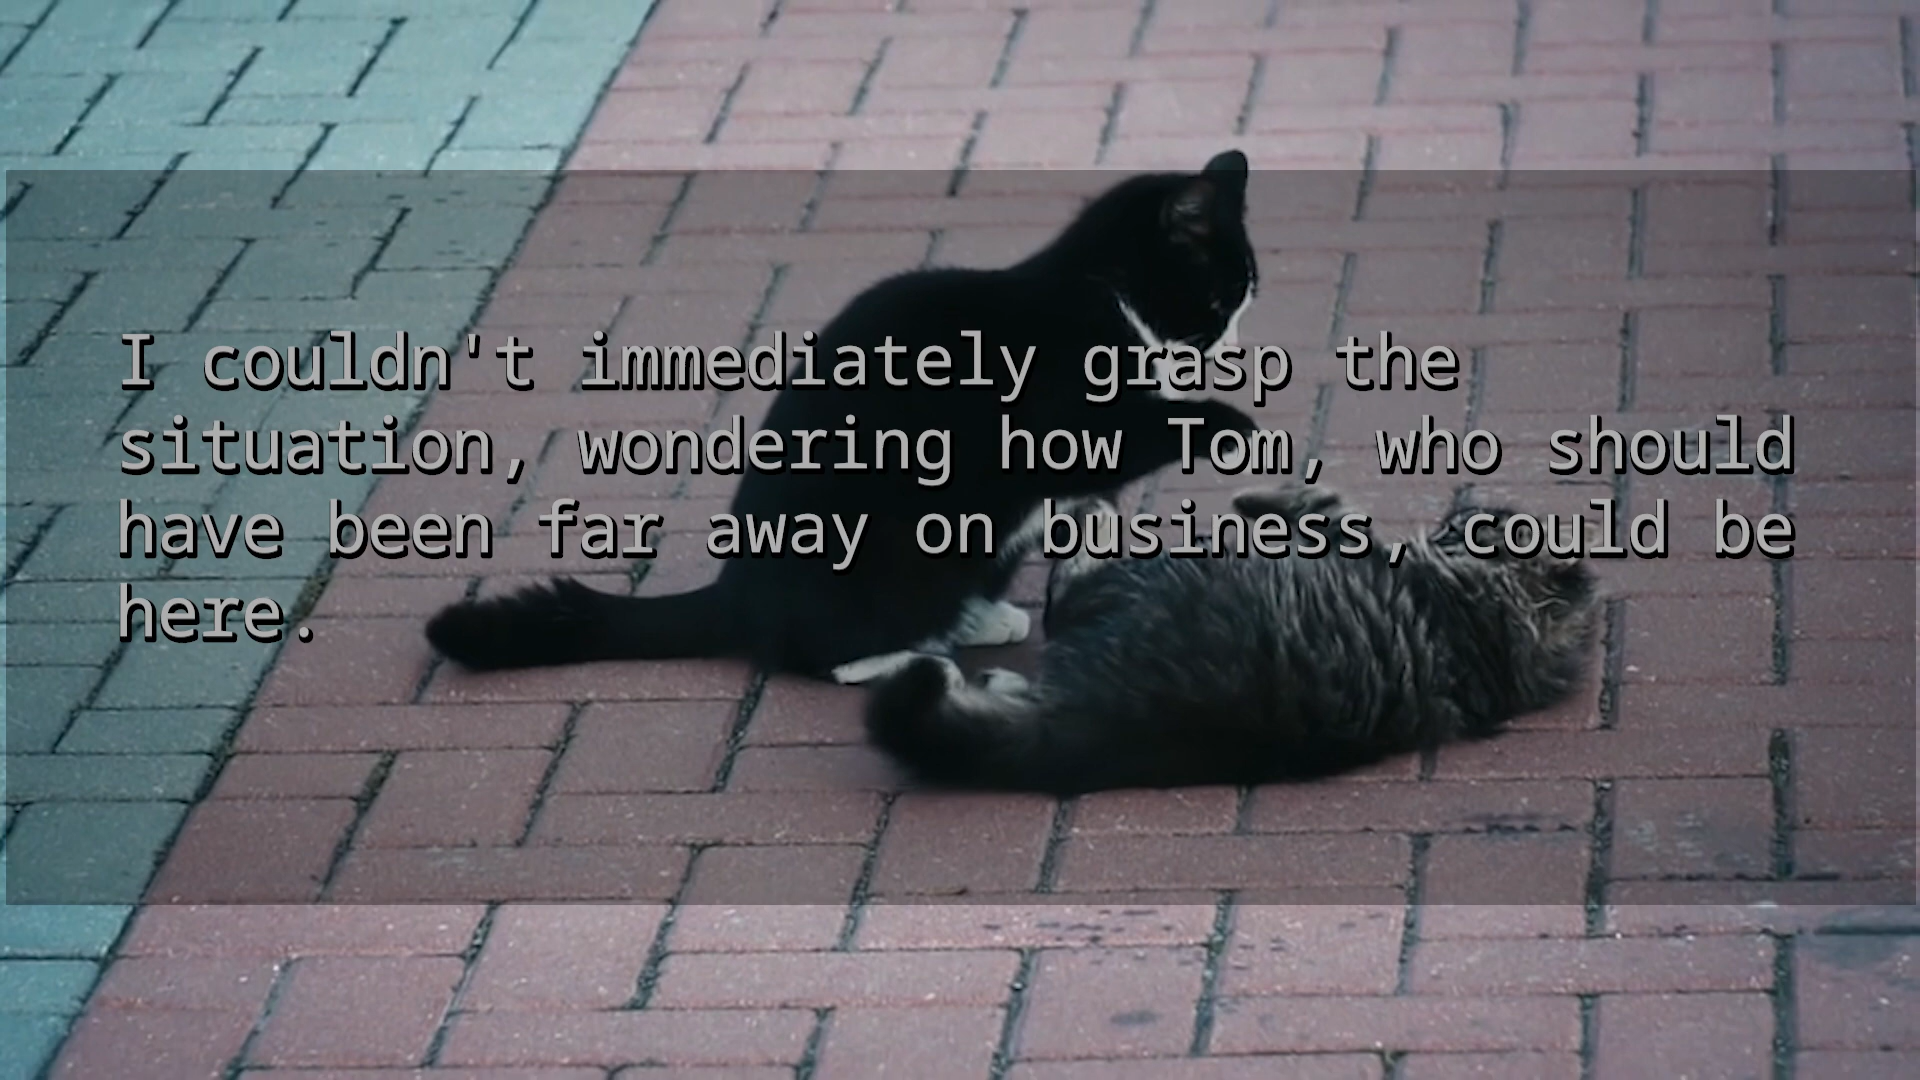 I couldn't immediately grasp the
situation, wondering how Tom, who should
have been far away on business, could be
here.